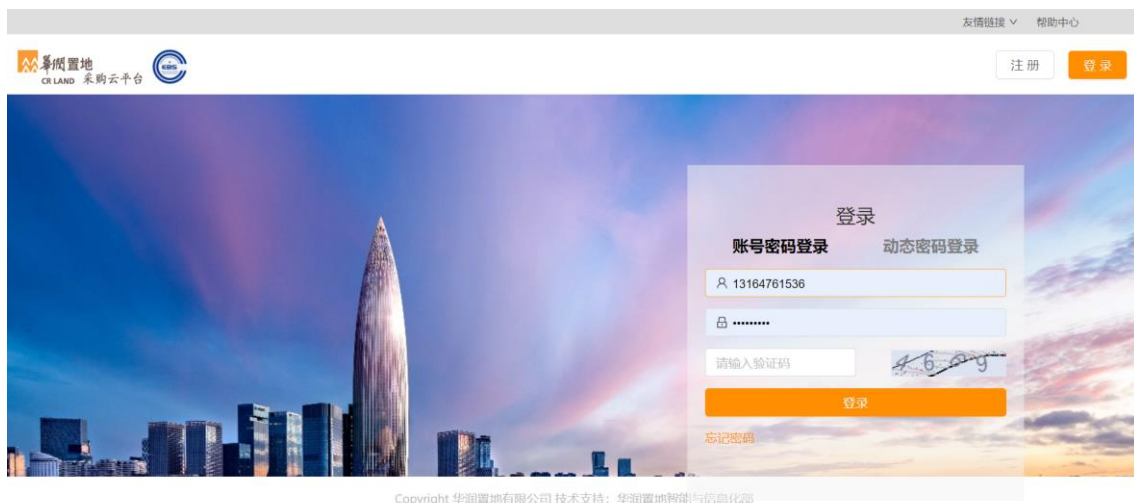 友情链接 帮助中心
華润置地
CR LAND 采购云平台
EBS
注 册 登 录
登录
账号密码登录 动态密码登录
13164761536
•••••••••
请输入验证码
登录
忘记密码
Copyright 华润置地有限公司 技术支持：华润置地智能与信息化部